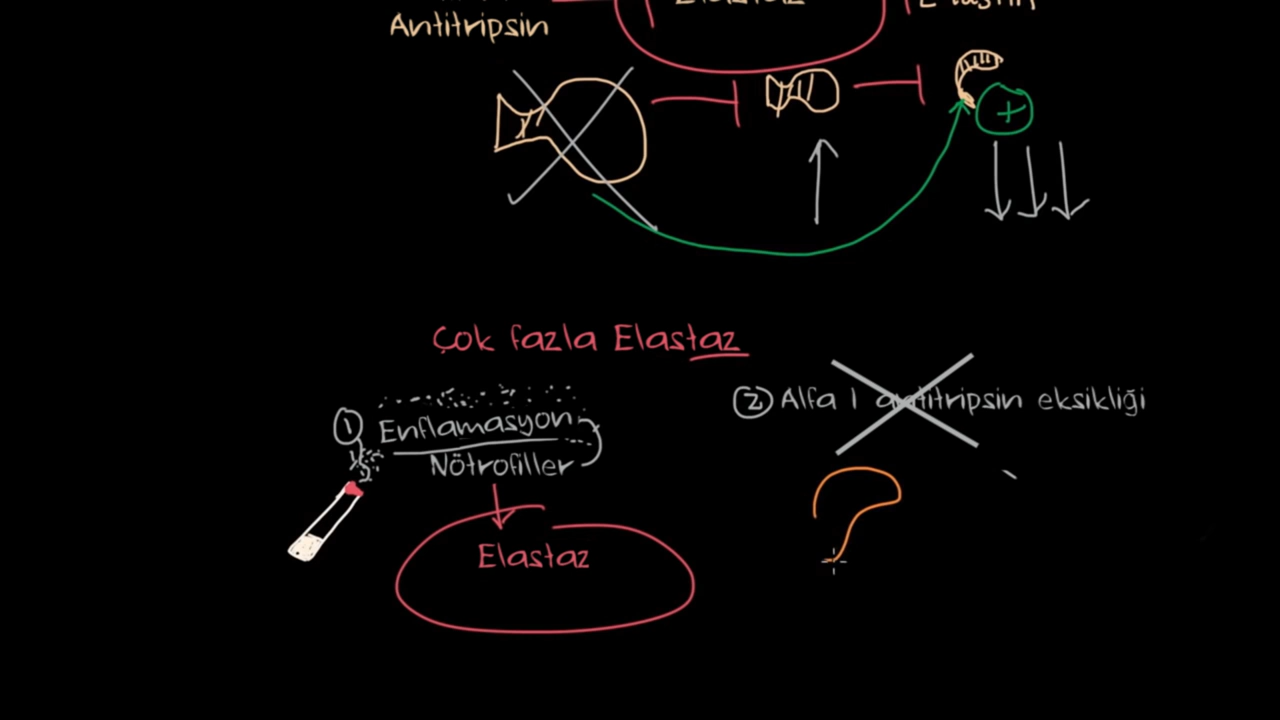 Antitripsin
+
Çok fazla Elastaz
① Enflamasyon
Nötrofiller
Elastaz
② Alfa 1 antitripsin eksikliği